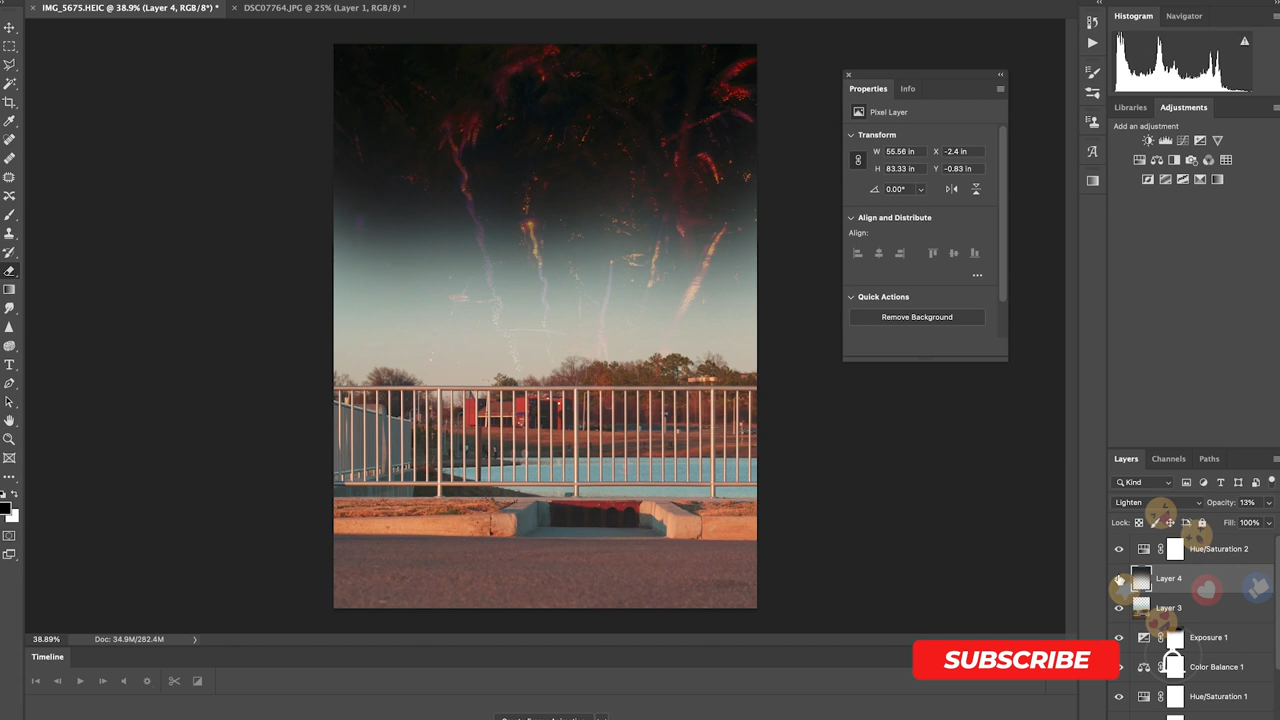 × IMG_5675.HEIC @ 38.9% (Layer 4, RGB/8*) * × DSC07764.JPG @ 25% (Layer 1, RGB/8) *
Histogram Navigator
Properties Info
Pixel Layer
Transform
W 55.56 in X -2.4 in
H 83.33 in Y -0.83 in
0.00°
Align and Distribute
Align:
Quick Actions
Remove Background
Libraries Adjustments
Add an adjustment
Layers Channels Paths
Kind
Lighten Opacity: 13%
Lock: Fill: 100%
Hue/Saturation 2
Layer 4
Layer 3
Exposure 1
Color Balance 1
Hue/Saturation 1
SUBSCRIBE
38.89% Doc: 34.9M/282.4M
Timeline